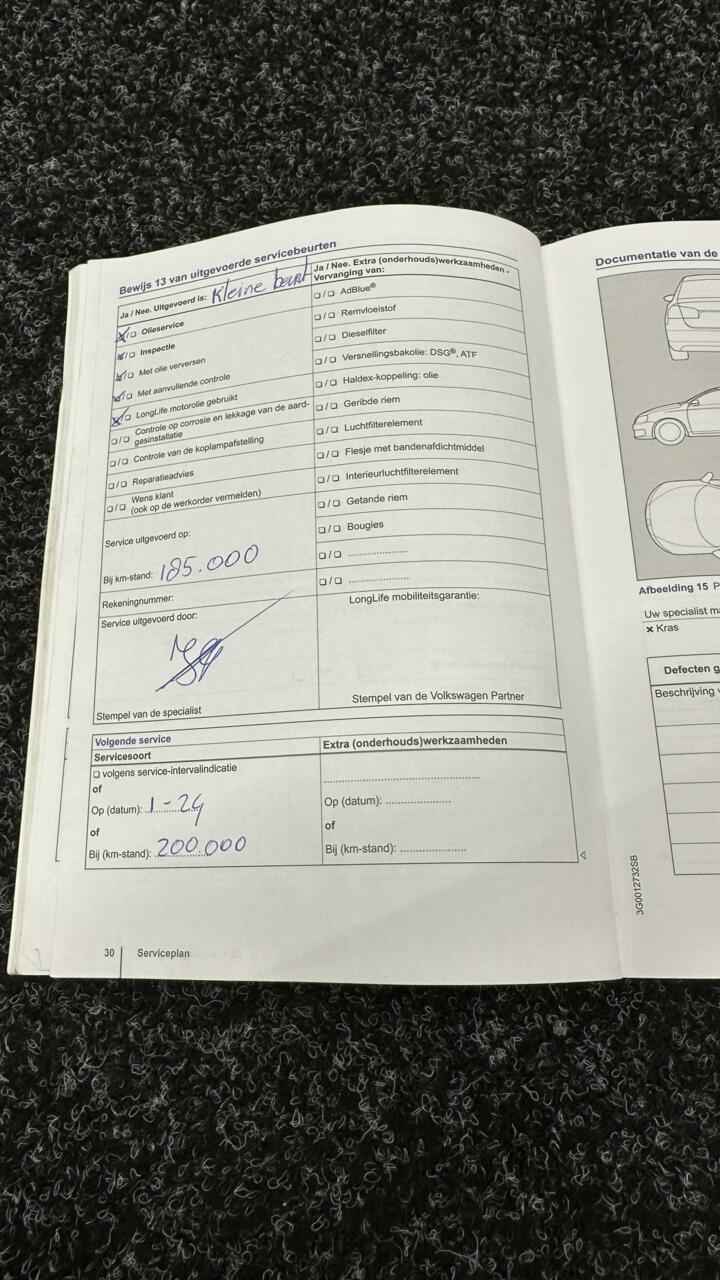 Bewijs 13 van uitgevoerde servicebeurten
Ja / Nee. Uitgevoerd is: Kleine beurt
☒/❑ Olieservice
☒/❑ Inspectie
☒/❑ Met olie verversen
☒/❑ Met aanvullende controle
☒/❑ LongLife motorolie gebruikt
❑/❑ Controle op corrosie en lekkage van de aard-
gasinstallatie
❑/❑ Controle van de koplampafstelling
❑/❑ Reparatieadvies
❑/❑ Wens klant
(ook op de werkorder vermelden)
Service uitgevoerd op:
Bij km-stand: 185.000
Rekeningnummer:
Service uitgevoerd door:
Stempel van de specialist
Ja / Nee. Extra (onderhouds)werkzaamheden -
Vervanging van:
❑/❑ AdBlue®
❑/❑ Remvloeistof
❑/❑ Dieselfilter
❑/❑ Versnellingsbakolie: DSG®, ATF
❑/❑ Haldex-koppeling: olie
❑/❑ Geribde riem
❑/❑ Luchtfilterelement
❑/❑ Flesje met bandenafdichtmiddel
❑/❑ Interieurluchtfilterelement
❑/❑ Getande riem
❑/❑ Bougies
❑/❑ ....................
❑/❑ ....................
LongLife mobiliteitsgarantie:
Stempel van de Volkswagen Partner
Volgende service
Servicesoort
❑ volgens service-intervalindicatie
of
Op (datum): 1-24
of
Bij (km-stand): 200.000
Extra (onderhouds)werkzaamheden
..................................................
Op (datum): .....................
of
Bij (km-stand): .....................
30 Serviceplan
Documentatie van de
Afbeelding 15 P
Uw specialist ma
× Kras
Defecten g
Beschrijving v
3G0012732SB